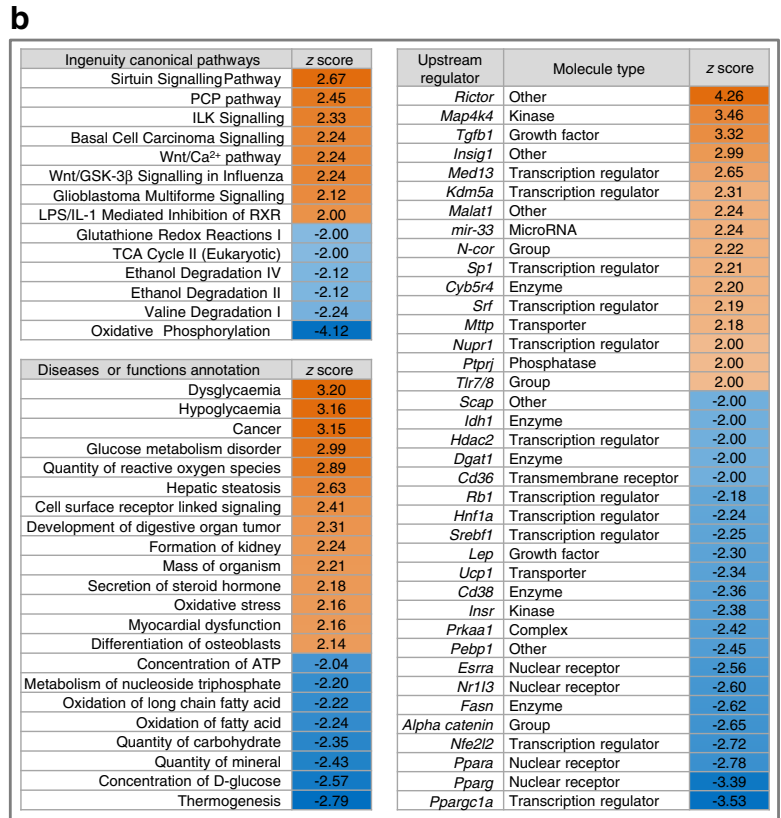 b
Ingenuity canonical pathways z score
Sirtuin Signalling Pathway 2.67
PCP pathway 2.45
ILK Signalling 2.33
Basal Cell Carcinoma Signalling 2.24
Wnt/Ca²⁺ pathway 2.24
Wnt/GSK-3β Signalling in Influenza 2.24
Glioblastoma Multiforme Signalling 2.12
LPS/IL-1 Mediated Inhibition of RXR 2.00
Glutathione Redox Reactions I -2.00
TCA Cycle II (Eukaryotic) -2.00
Ethanol Degradation IV -2.12
Ethanol Degradation II -2.12
Valine Degradation I -2.24
Oxidative Phosphorylation -4.12
Diseases or functions annotation z score
Dysglycaemia 3.20
Hypoglycaemia 3.16
Cancer 3.15
Glucose metabolism disorder 2.99
Quantity of reactive oxygen species 2.89
Hepatic steatosis 2.63
Cell surface receptor linked signaling 2.41
Development of digestive organ tumor 2.31
Formation of kidney 2.24
Mass of organism 2.21
Secretion of steroid hormone 2.18
Oxidative stress 2.16
Myocardial dysfunction 2.16
Differentiation of osteoblasts 2.14
Concentration of ATP -2.04
Metabolism of nucleoside triphosphate -2.20
Oxidation of long chain fatty acid -2.22
Oxidation of fatty acid -2.24
Quantity of carbohydrate -2.35
Quantity of mineral -2.43
Concentration of D-glucose -2.57
Thermogenesis -2.79
Upstream
regulator Molecule type z score
Rictor Other 4.26
Map4k4 Kinase 3.46
Tgfb1 Growth factor 3.32
Insig1 Other 2.99
Med13 Transcription regulator 2.65
Kdm5a Transcription regulator 2.31
Malat1 Other 2.24
mir-33 MicroRNA 2.24
N-cor Group 2.22
Sp1 Transcription regulator 2.21
Cyb5r4 Enzyme 2.20
Srf Transcription regulator 2.19
Mttp Transporter 2.18
Nupr1 Transcription regulator 2.00
Ptprj Phosphatase 2.00
Tlr7/8 Group 2.00
Scap Other -2.00
Idh1 Enzyme -2.00
Hdac2 Transcription regulator -2.00
Dgat1 Enzyme -2.00
Cd36 Transmembrane receptor -2.00
Rb1 Transcription regulator -2.18
Hnf1a Transcription regulator -2.24
Srebf1 Transcription regulator -2.25
Lep Growth factor -2.30
Ucp1 Transporter -2.34
Cd38 Enzyme -2.36
Insr Kinase -2.38
Prkaa1 Complex -2.42
Pebp1 Other -2.45
Esrra Nuclear receptor -2.56
Nr1I3 Nuclear receptor -2.60
Fasn Enzyme -2.62
Alpha catenin Group -2.65
Nfe2l2 Transcription regulator -2.72
Ppara Nuclear receptor -2.78
Pparg Nuclear receptor -3.39
Ppargc1a Transcription regulator -3.53